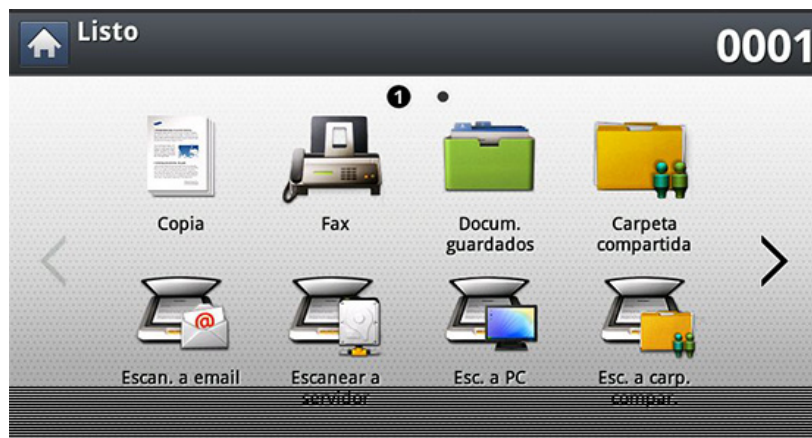 Listo
0001
1
Copia
Fax
Docum.
guardados
Carpeta
compartida
Escan. a email
Escanear a
servidor
Esc. a PC
Esc. a carp.
compar.